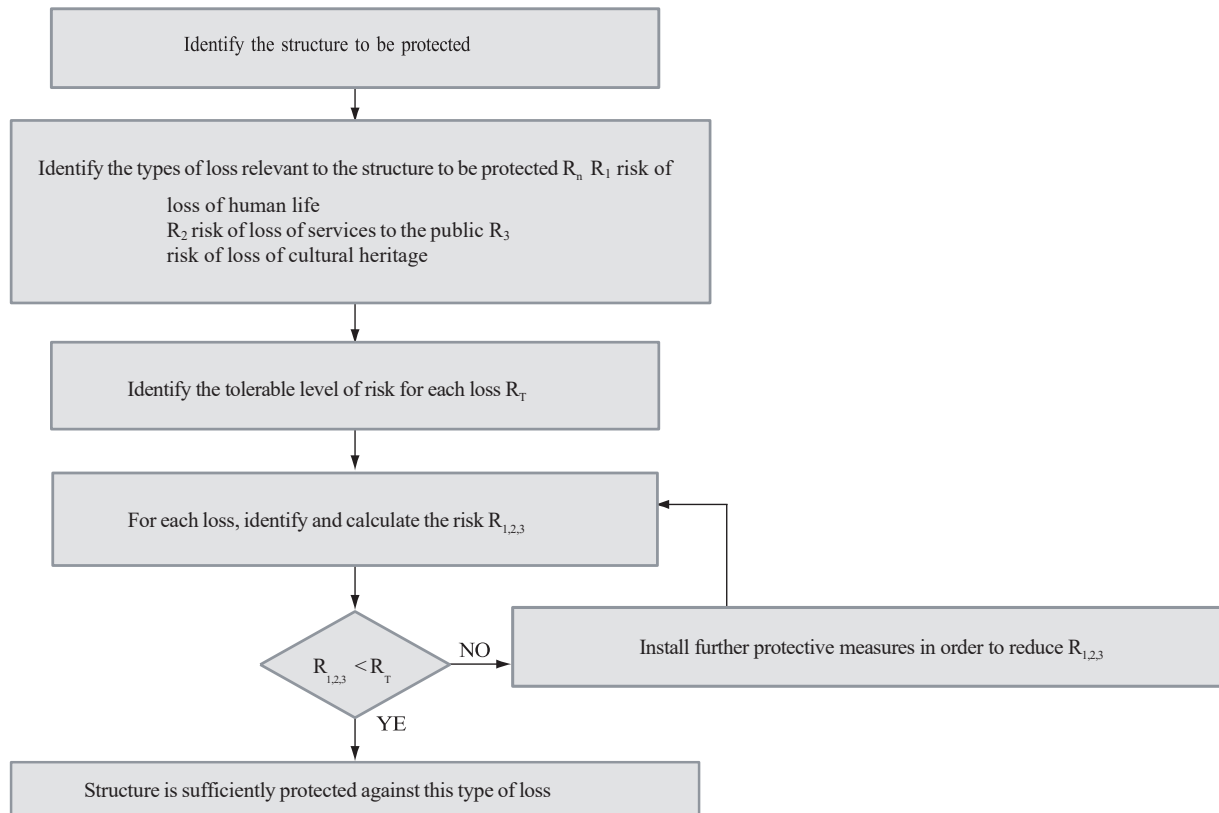 Identify the structure to be protected
Identify the types of loss relevant to the structure to be protected Rₙ R₁ risk of
loss of human life
R₂ risk of loss of services to the public R₃
risk of loss of cultural heritage
Identify the tolerable level of risk for each loss R_T
For each loss, identify and calculate the risk R₁,₂,₃
R₁,₂,₃ < R_T
NO
Install further protective measures in order to reduce R₁,₂,₃
YE
Structure is sufficiently protected against this type of loss